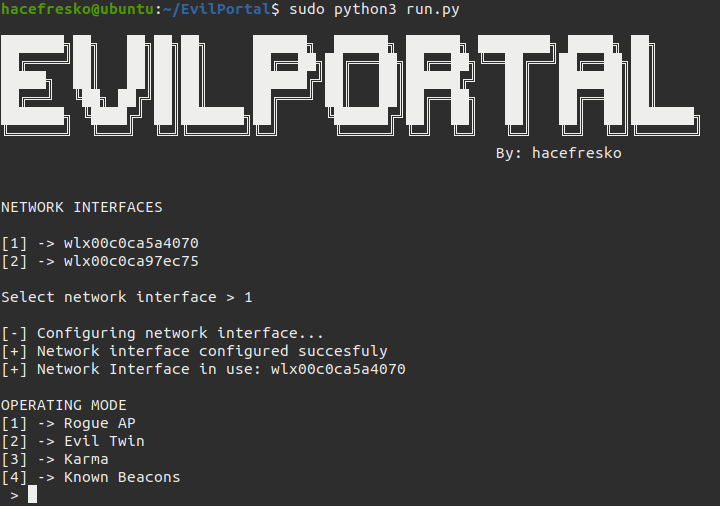 hacefresko@ubuntu:~/EvilPortal$ sudo python3 run.py
EVILPORTAL
By: hacefresko
NETWORK INTERFACES
[1] -> wlx00c0ca5a4070
[2] -> wlx00c0ca97ec75
Select network interface > 1
[-] Configuring network interface...
[+] Network interface configured succesfuly
[+] Network Interface in use: wlx00c0ca5a4070
OPERATING MODE
[1] -> Rogue AP
[2] -> Evil Twin
[3] -> Karma
[4] -> Known Beacons
>